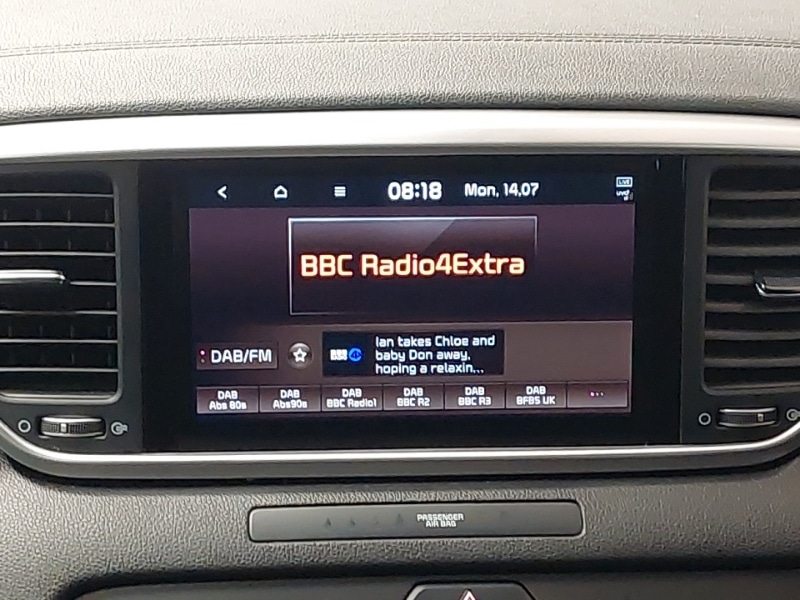 08:18 Mon, 14.07 LIVE
BBC Radio4Extra
DAB/FM
Ian takes Chloe and
baby Don away,
hoping a relaxin...
DAB
Abs 80s
DAB
Abs90s
DAB
BBC Radio1
DAB
BBC R2
DAB
BBC R3
DAB
BFBS UK
PASSENGER
AIR BAG